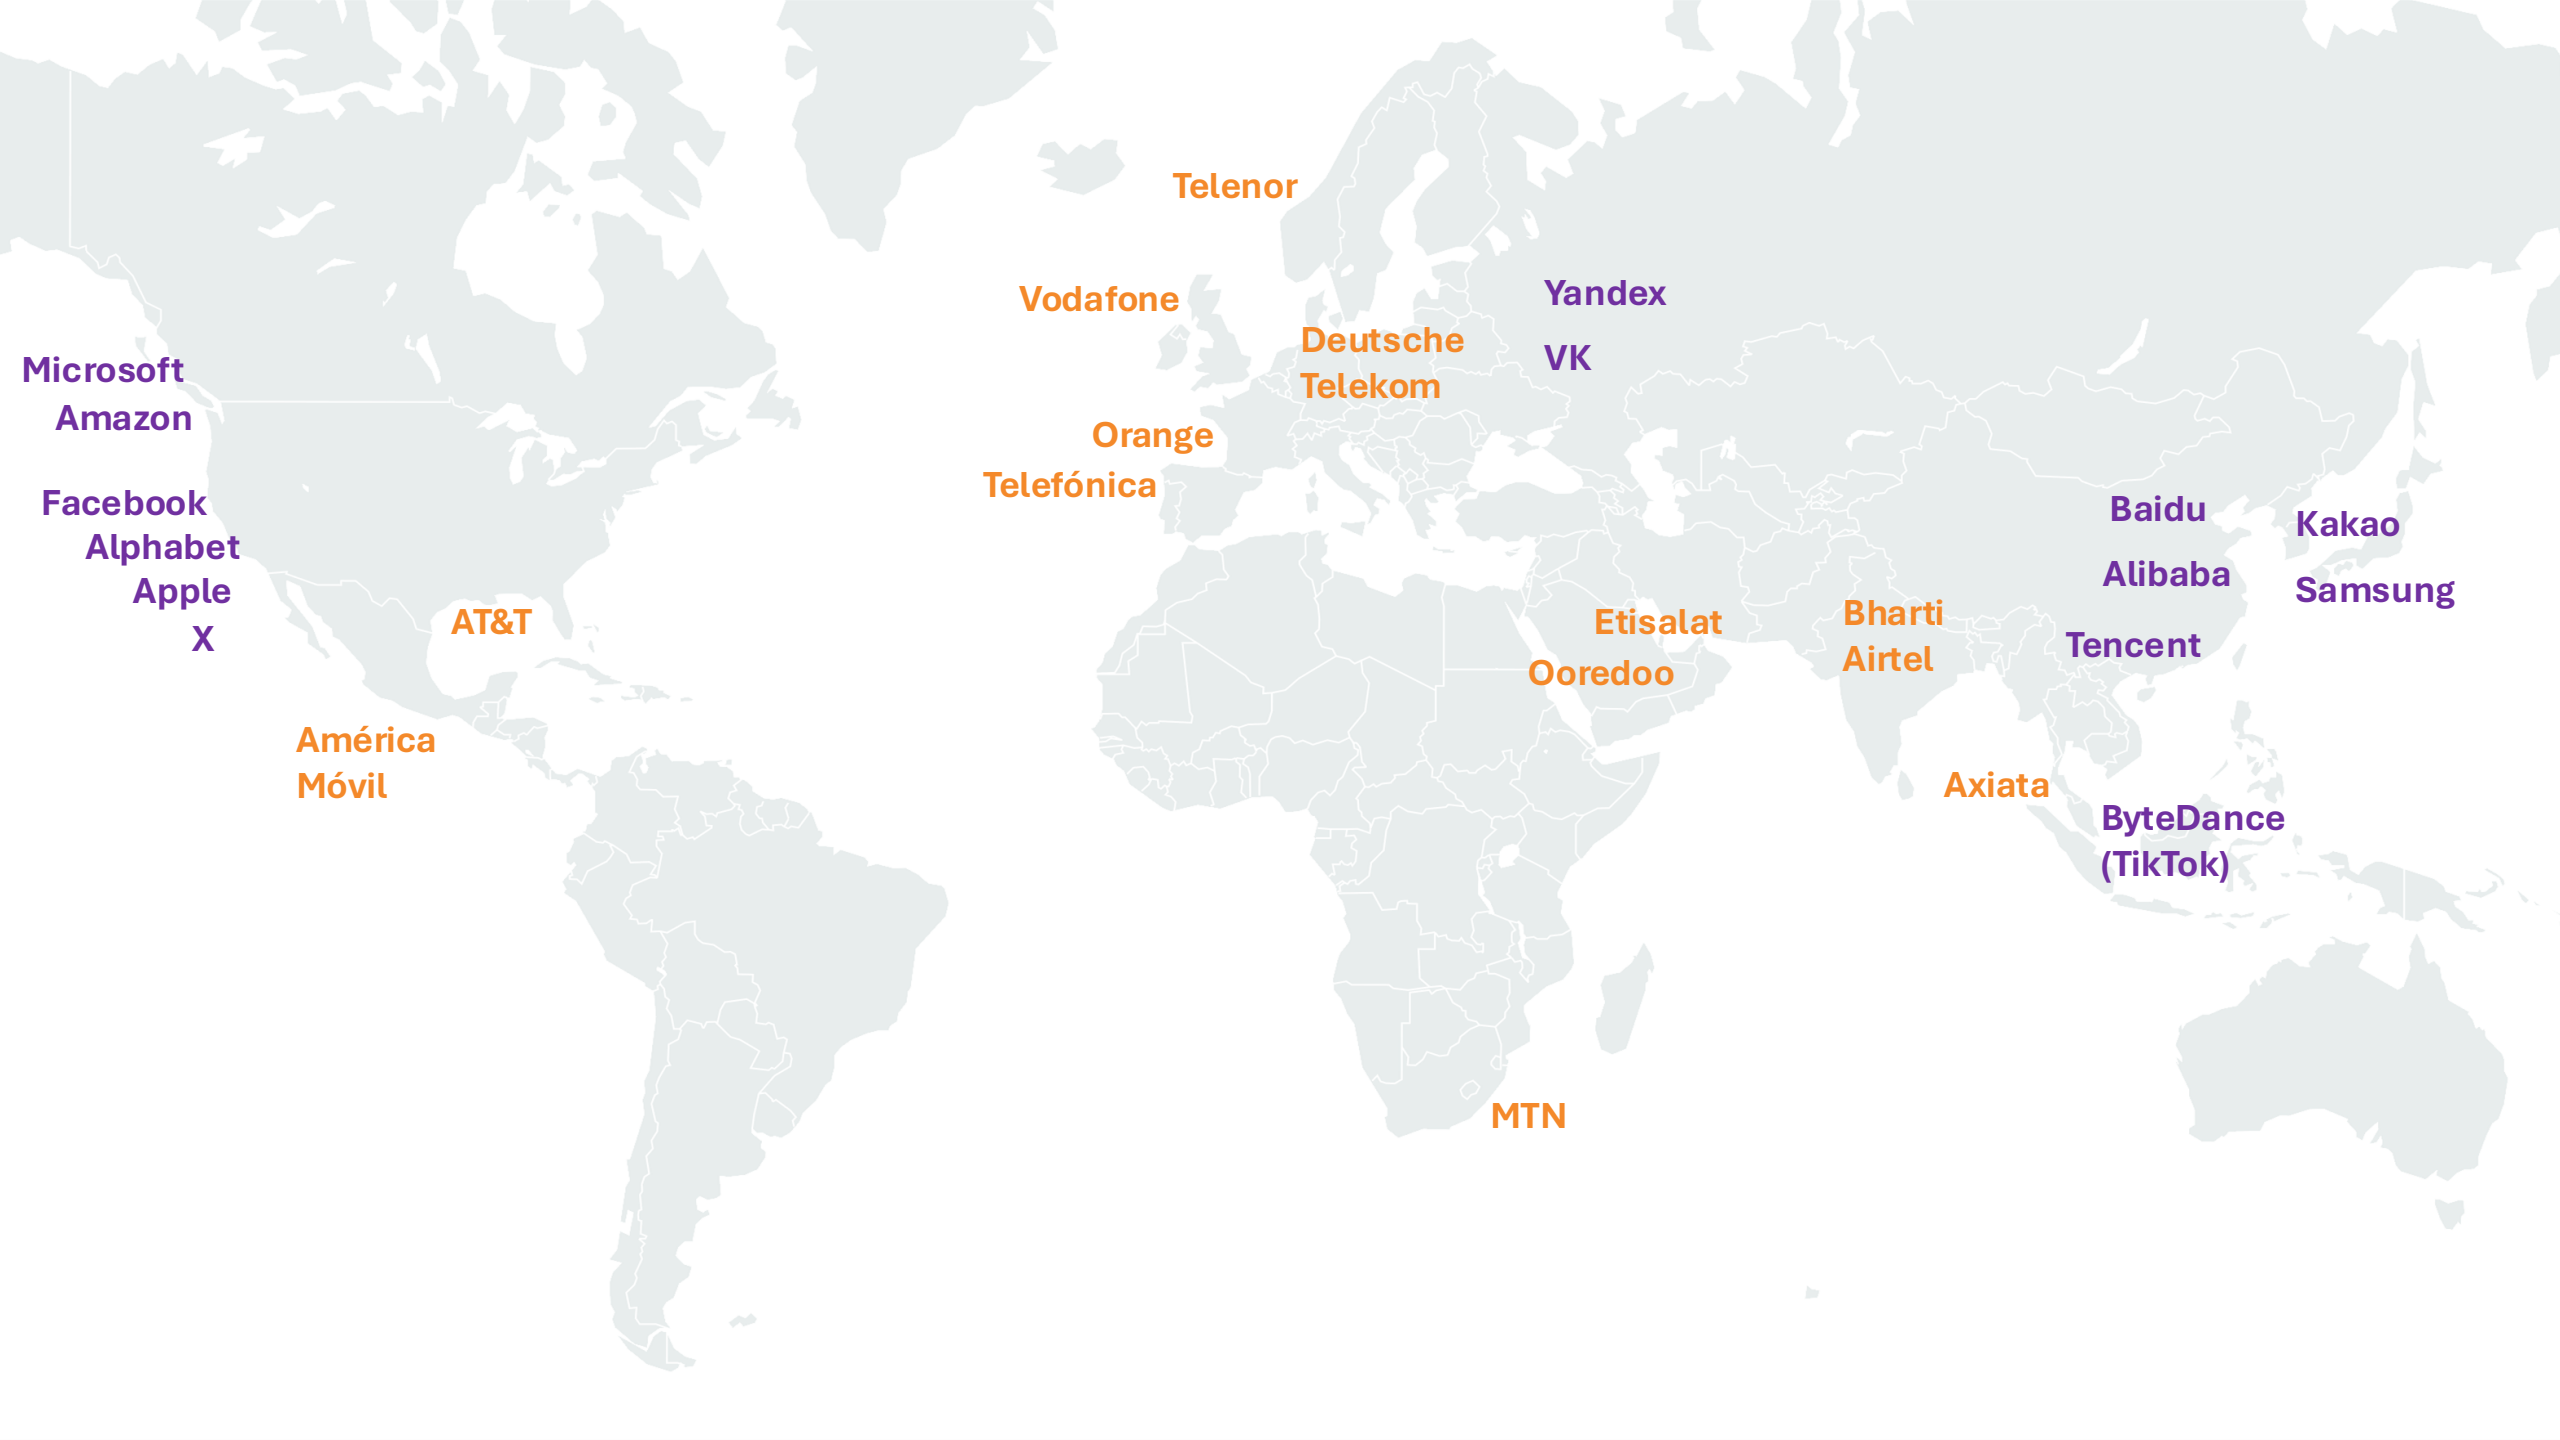 Telenor
Vodafone
Yandex
Deutsche
Telekom
VK
Microsoft
Amazon
Orange
Telefónica
Facebook
Alphabet
Apple
X
AT&T
América
Móvil
Etisalat
Ooredoo
Bharti
Airtel
Baidu
Alibaba
Tencent
Kakao
Samsung
Axiata
ByteDance
(TikTok)
MTN